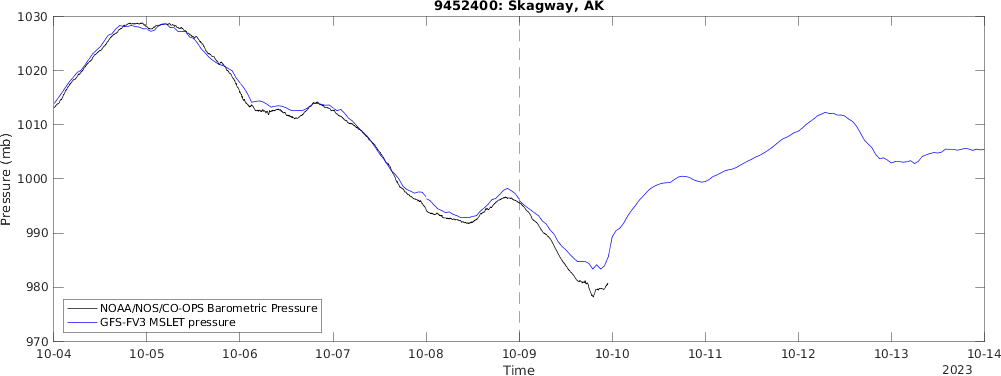 9452400: Skagway, AK
1030
1020
1010
1000
990
980
970
Pressure (mb)
NOAA/NOS/CO-OPS Barometric Pressure
GFS-FV3 MSLET pressure
10-04 10-05 10-06 10-07 10-08 10-09 10-10 10-11 10-12 10-13 10-14
Time
2023